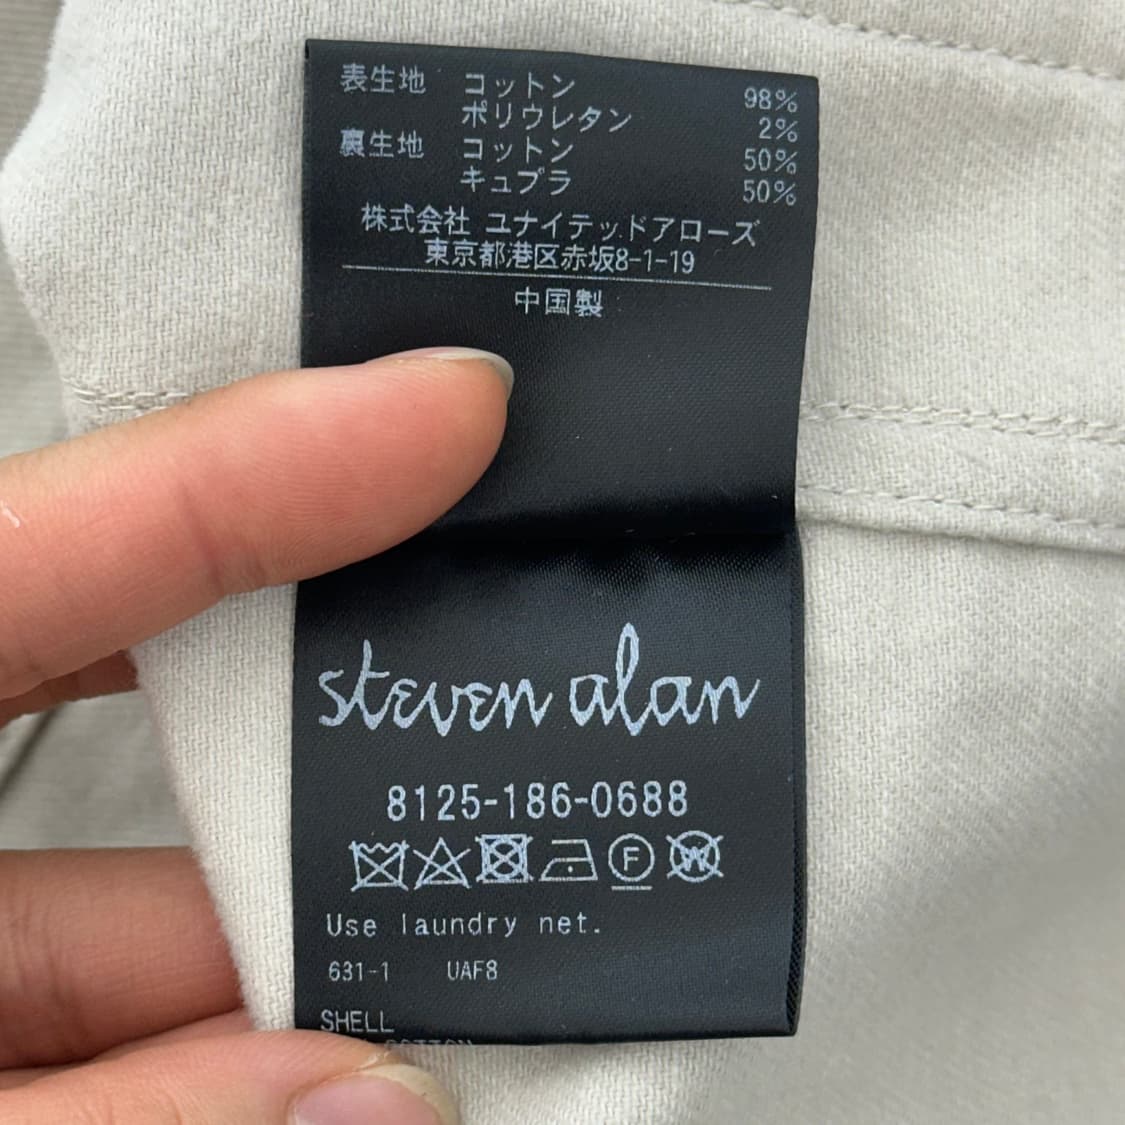 表生地 コットン 98%
ポリウレタン 2%
裏生地 コットン 50%
キュプラ 50%
株式会社 ユナイテッドアローズ
東京都港区赤坂8-1-19
中国製
steven alan
8125-186-0688
F W
Use laundry net.
631-1 UAF8
SHELL
COTTON